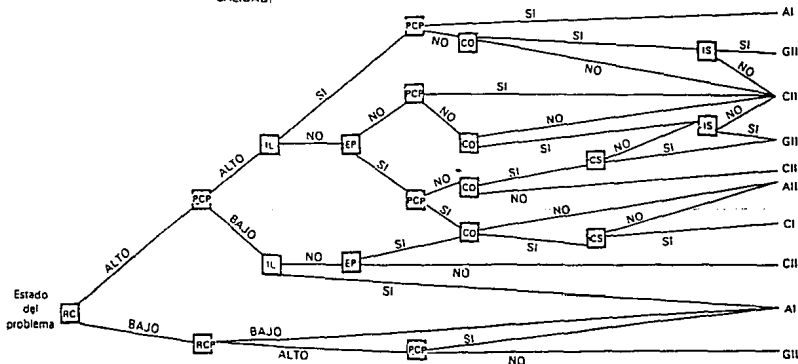 CALIDAD:
SI AI
PCP
NO CO SI IS SI GII
NO NO
SI
PCP SI CII
NO NO NO
IL NO EP CO SI IS SI GII
ALTO SI NO
CS SI
PCP NO CO SI NO CII
PCP SI NO AII
BAJO CO NO
SI CS SI CI
SI
IL NO EP NO CII
ALTO SI
Estado
del
problema
RC AI
BAJO RCP BAJO
ALTO PCP SI
NO GII